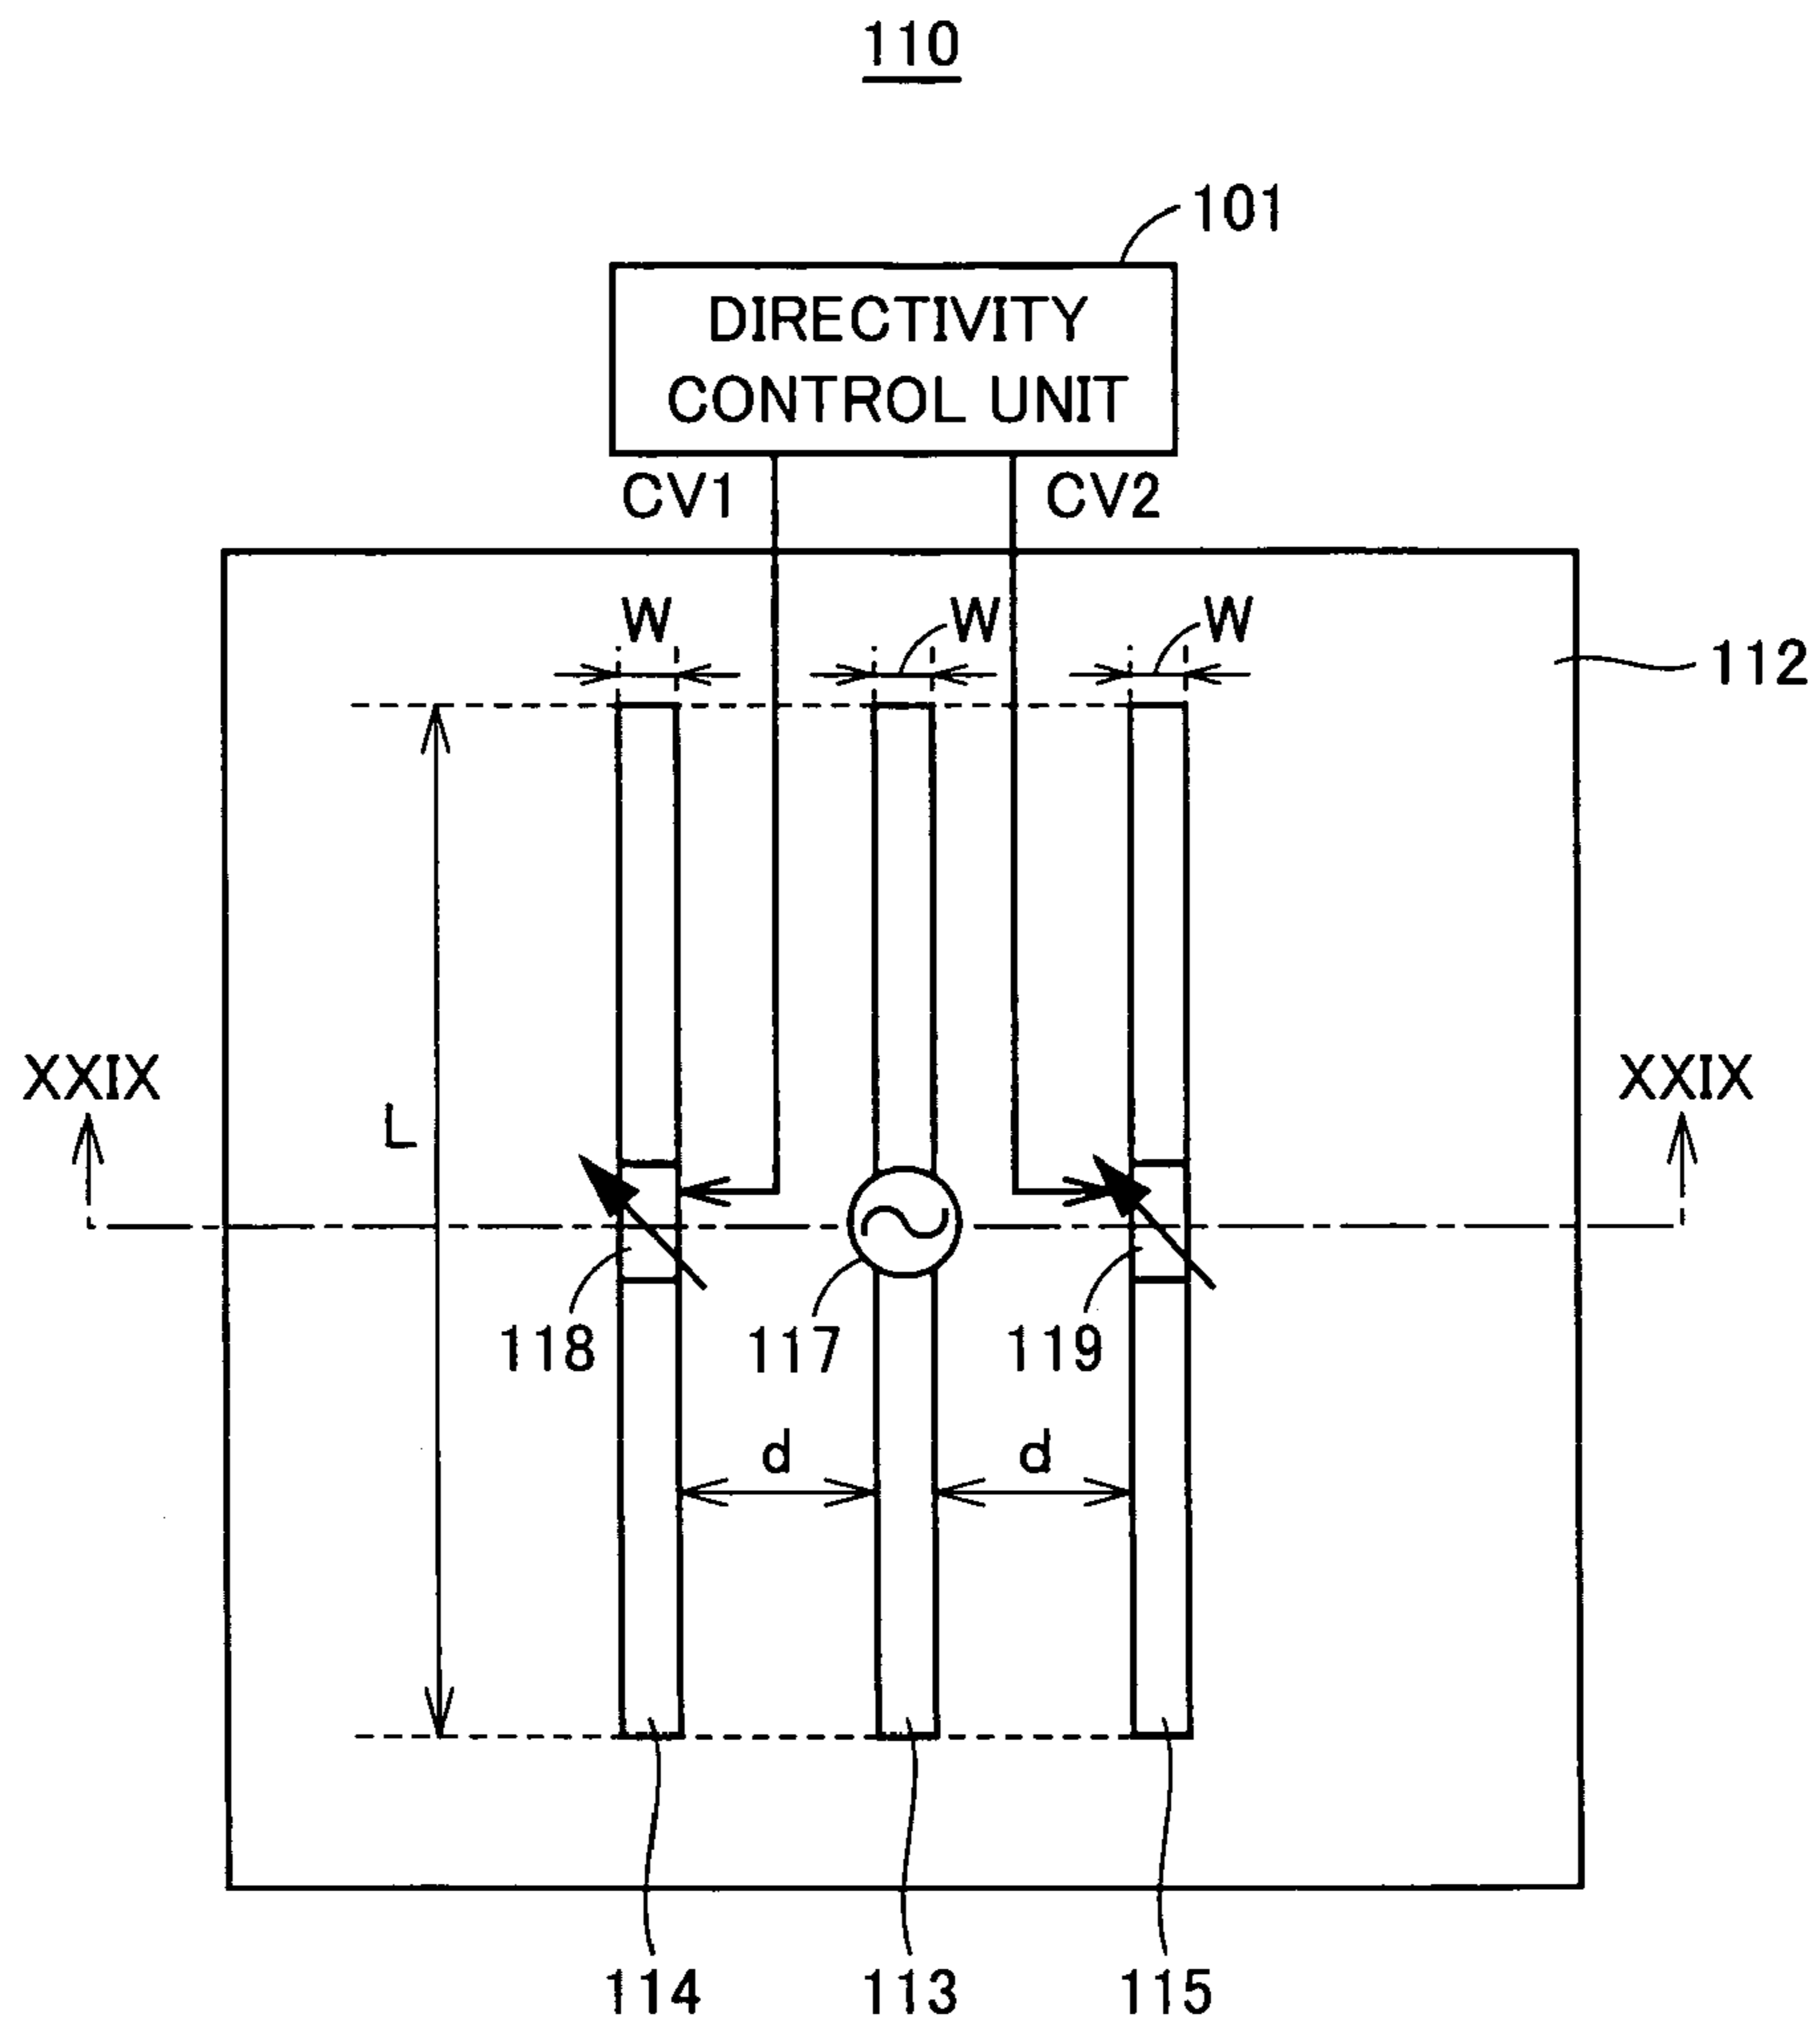 110
101
DIRECTIVITY
CONTROL UNIT
CV1 CV2
W W W
112
XXIX XXIX
L
118 117 119
d d
114 113 115